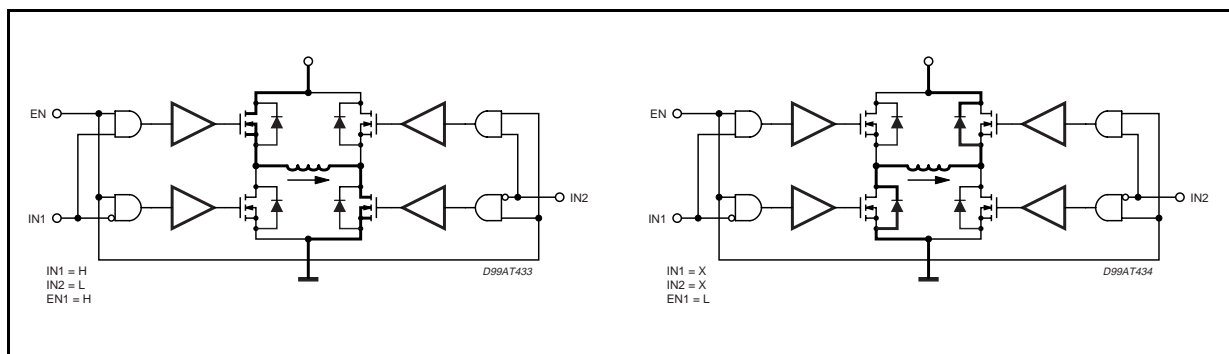 EN
IN1
IN2
IN1 = H
IN2 = L
EN1 = H
D99AT433
EN
IN1
IN2
IN1 = X
IN2 = X
EN1 = L
D99AT434